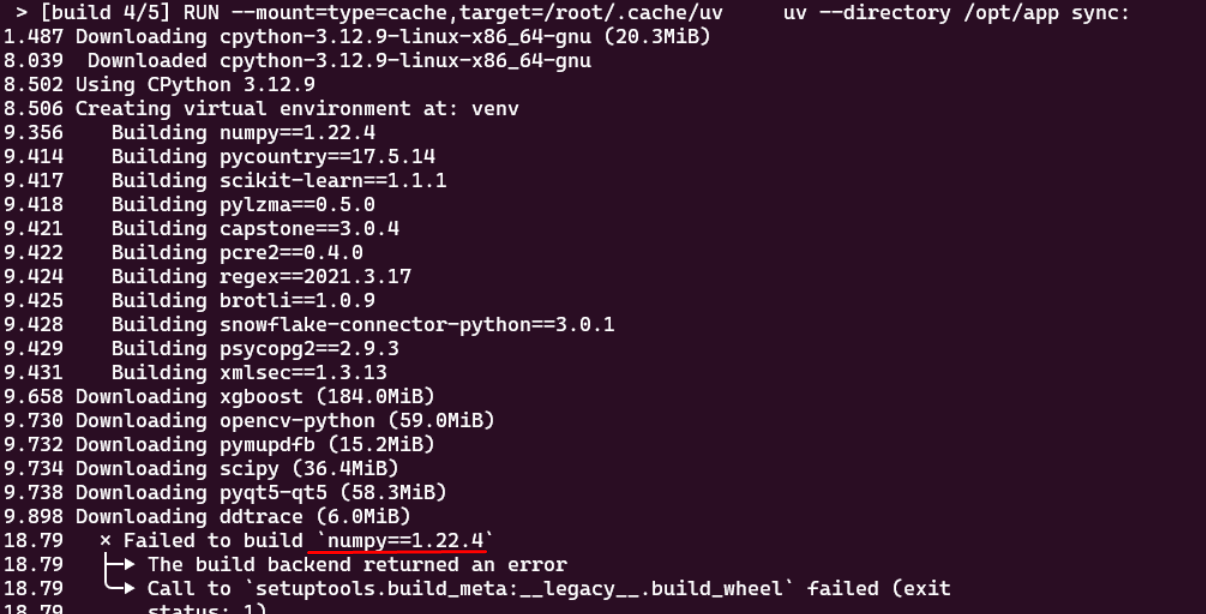 > [build 4/5] RUN --mount=type=cache,target=/root/.cache/uv     uv --directory /opt/app sync:
1.487 Downloading cpython-3.12.9-linux-x86_64-gnu (20.3MiB)
8.039  Downloaded cpython-3.12.9-linux-x86_64-gnu
8.502 Using CPython 3.12.9
8.506 Creating virtual environment at: venv
9.356    Building numpy==1.22.4
9.414    Building pycountry==17.5.14
9.417    Building scikit-learn==1.1.1
9.418    Building pylzma==0.5.0
9.421    Building capstone==3.0.4
9.422    Building pcre2==0.4.0
9.424    Building regex==2021.3.17
9.425    Building brotli==1.0.9
9.428    Building snowflake-connector-python==3.0.1
9.429    Building psycopg2==2.9.3
9.431    Building xmlsec==1.3.13
9.658 Downloading xgboost (184.0MiB)
9.730 Downloading opencv-python (59.0MiB)
9.732 Downloading pymupdfb (15.2MiB)
9.734 Downloading scipy (36.4MiB)
9.738 Downloading pyqt5-qt5 (58.3MiB)
9.898 Downloading ddtrace (6.0MiB)
18.79   × Failed to build `numpy==1.22.4`
18.79   ├─▶ The build backend returned an error
18.79   ╰─▶ Call to `setuptools.build_meta:__legacy__.build_wheel` failed (exit
18.79       status: 1)